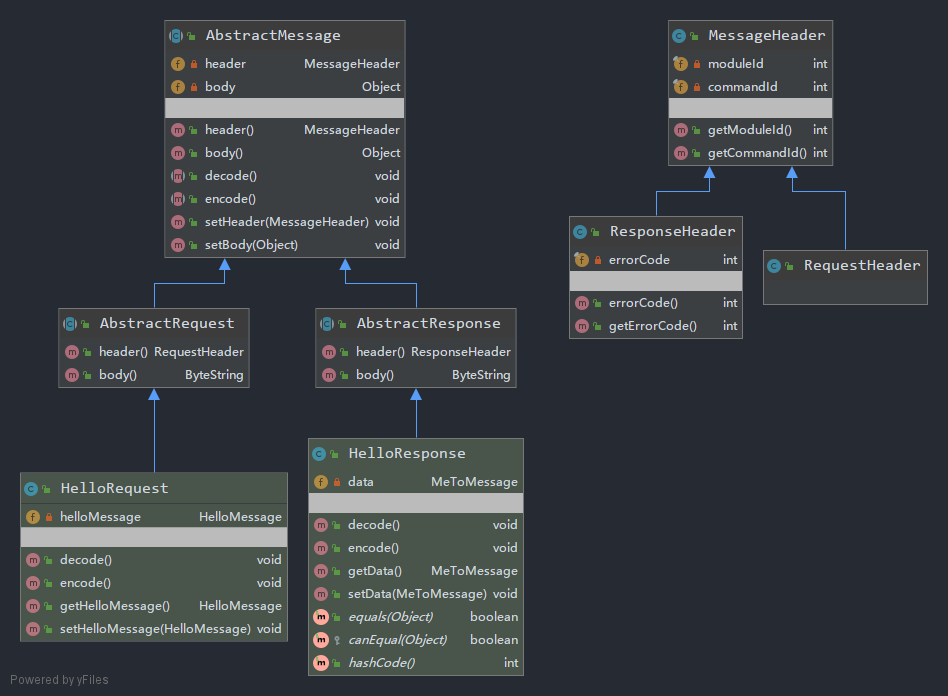 AbstractMessage
header MessageHeader
body Object
header() MessageHeader
body() Object
decode() void
encode() void
setHeader(MessageHeader) void
setBody(Object) void
MessageHeader
moduleId int
commandId int
getModuleId() int
getCommandId() int
ResponseHeader
errorCode int
errorCode() int
getErrorCode() int
RequestHeader
AbstractRequest
header() RequestHeader
body() ByteString
AbstractResponse
header() ResponseHeader
body() ByteString
HelloRequest
helloMessage HelloMessage
decode() void
encode() void
getHelloMessage() HelloMessage
setHelloMessage(HelloMessage) void
HelloResponse
data MeToMessage
decode() void
encode() void
getData() MeToMessage
setData(MeToMessage) void
equals(Object) boolean
canEqual(Object) boolean
hashCode() int
Powered by yFiles